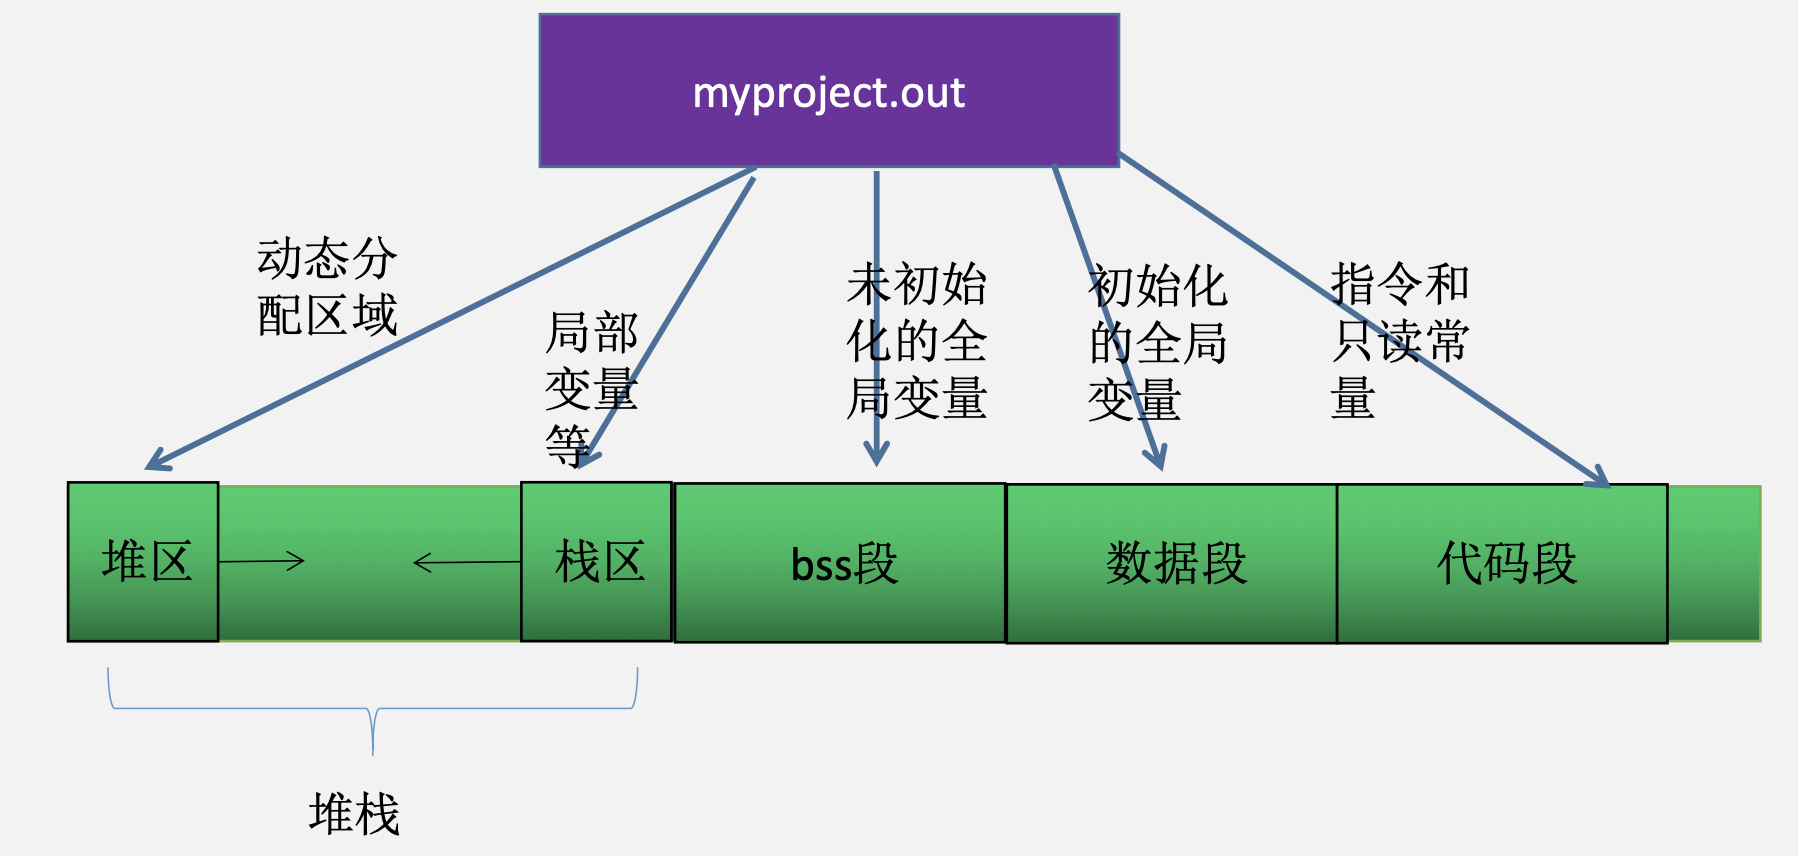 myproject.out
动态分
配区域
局部
变量
等
未初始
化的全
局变量
初始化
的全局
变量
指令和
只读常
量
堆区
栈区
bss段
数据段
代码段
堆栈